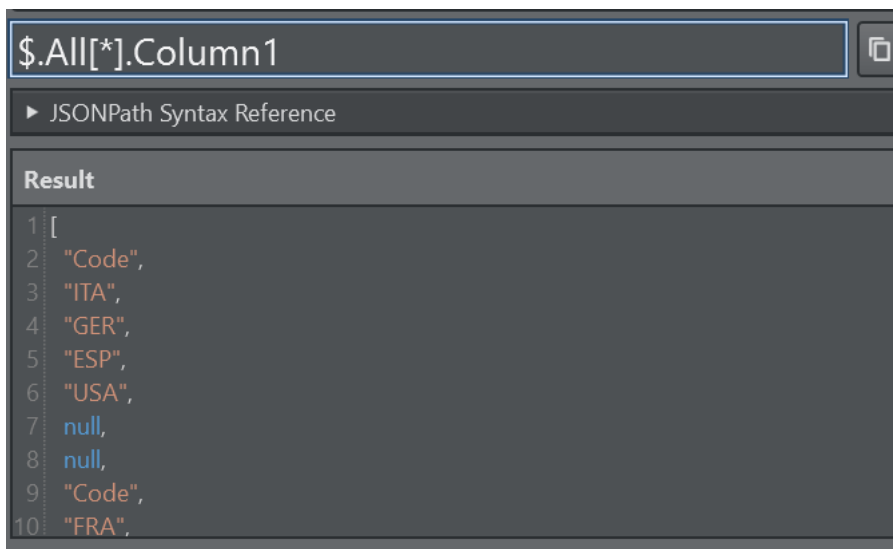 $.All[*].Column1
▸ JSONPath Syntax Reference
Result
1 [
2 "Code",
3 "ITA",
4 "GER",
5 "ESP",
6 "USA",
7 null,
8 null,
9 "Code",
10 "FRA",